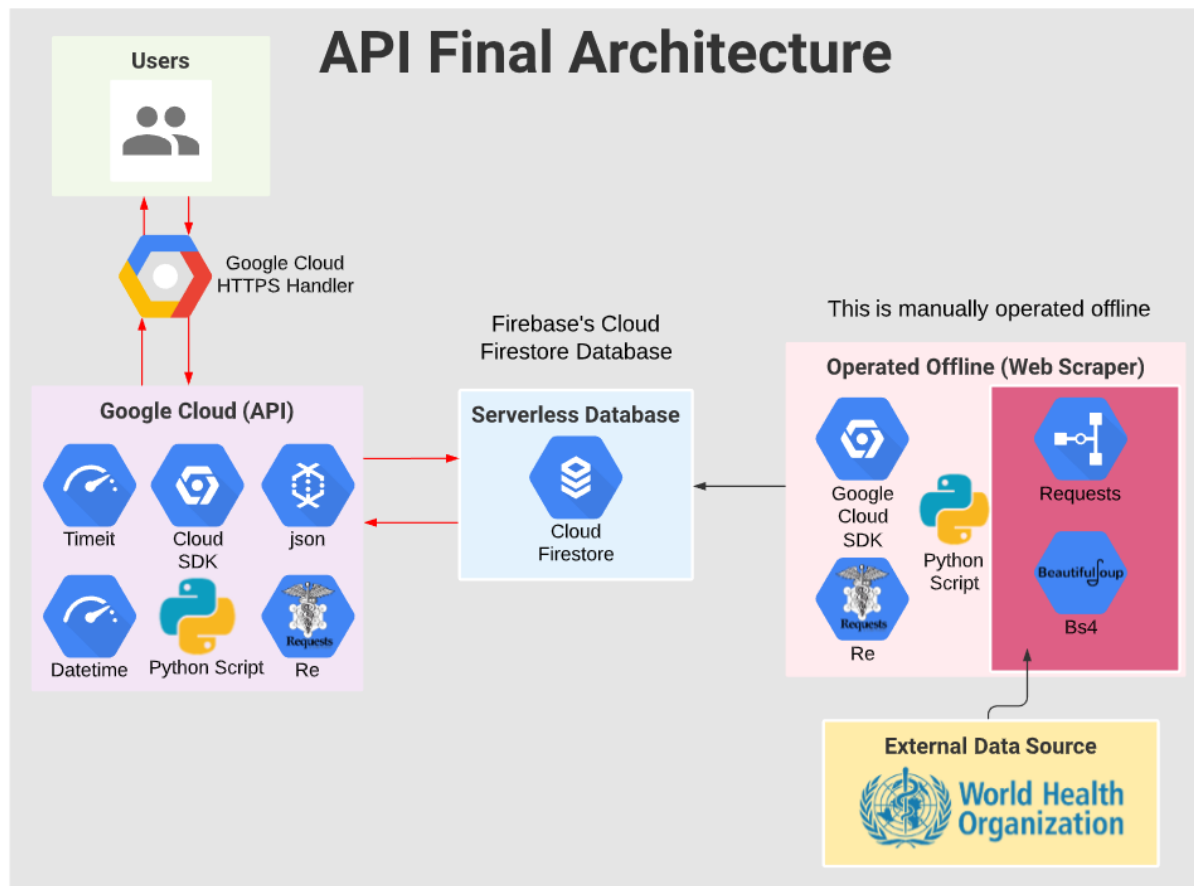 API Final Architecture
Users
Google Cloud
HTTPS Handler
Google Cloud (API)
Timeit
Cloud
SDK
json
Datetime
Python Script
Requests
Re
Firebase's Cloud
Firestore Database
Serverless Database
Cloud
Firestore
This is manually operated offline
Operated Offline (Web Scraper)
Google
Cloud
SDK
Requests
Re
Python
Script
Requests
BeautifulSoup
Bs4
External Data Source
World Health
Organization